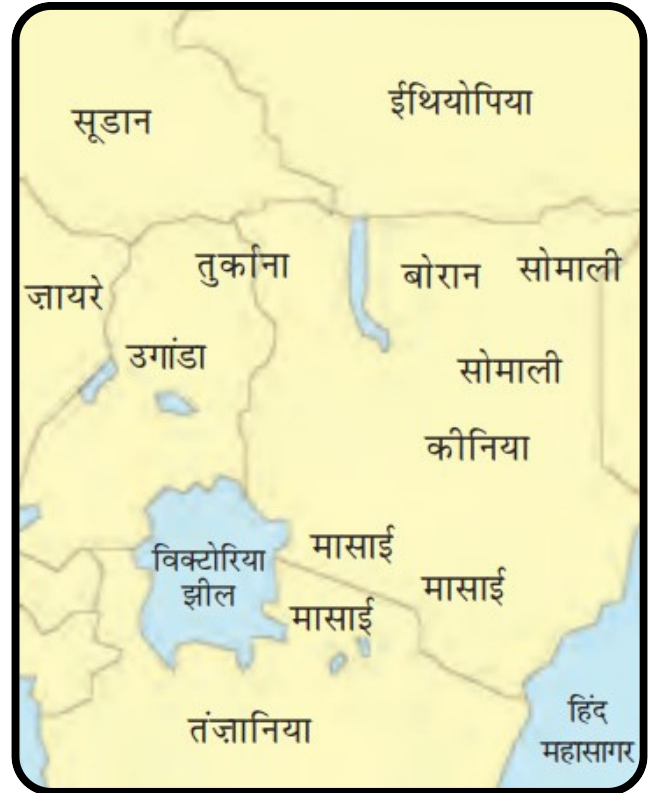 ईथियोपिया
सूडान
तुर्काना
बोरान
सोमाली
ज़ायरे
उगांडा
सोमाली
कीनिया
मासाई
विक्टोरिया
झील
मासाई
मासाई
तंज़ानिया
हिंद
महासागर